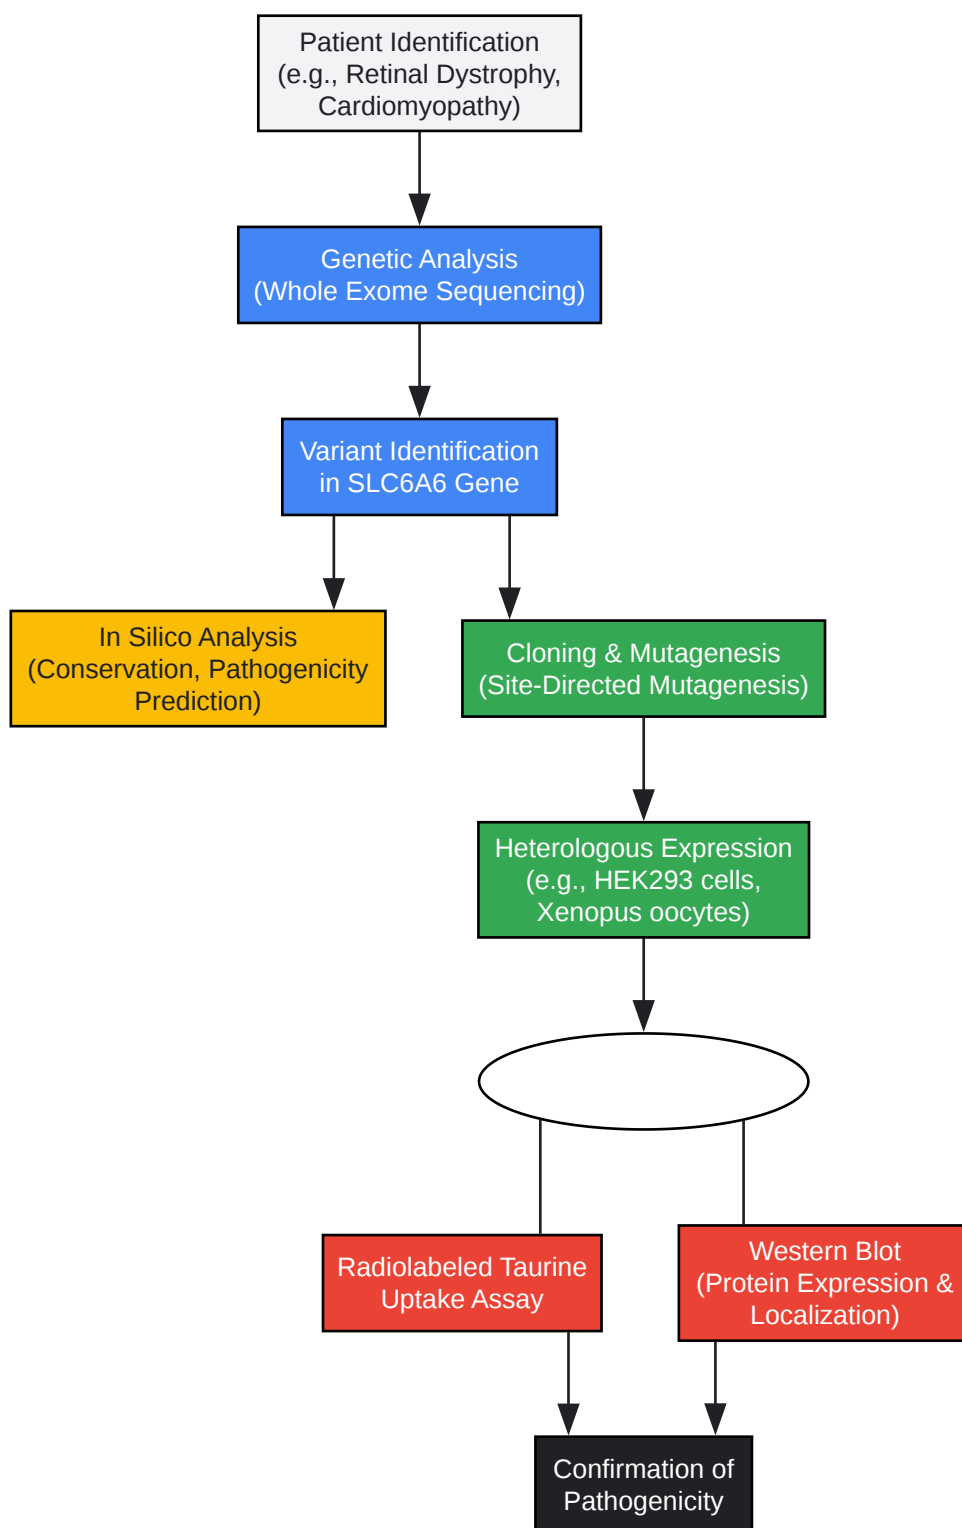 Patient Identification
(e.g., Retinal Dystrophy,
Cardiomyopathy)
Genetic Analysis
(Whole Exome Sequencing)
Variant Identification
in SLC6A6 Gene
In Silico Analysis
(Conservation, Pathogenicity
Prediction)
Cloning & Mutagenesis
(Site-Directed Mutagenesis)
Heterologous Expression
(e.g., HEK293 cells,
Xenopus oocytes)
Radiolabeled Taurine
Uptake Assay
Western Blot
(Protein Expression &
Localization)
Confirmation of
Pathogenicity